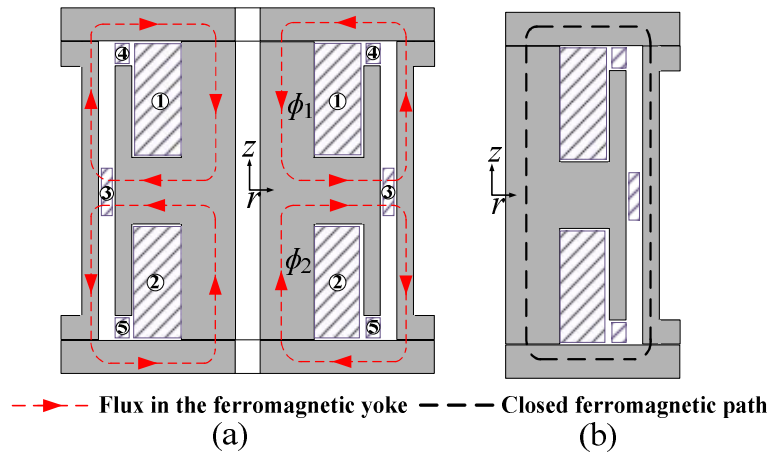 ④ ④
① ϕ₁ ①
z z
③ r ③ r
ϕ₂
② ②
⑤ ⑤
Flux in the ferromagnetic yoke Closed ferromagnetic path
(a) (b)